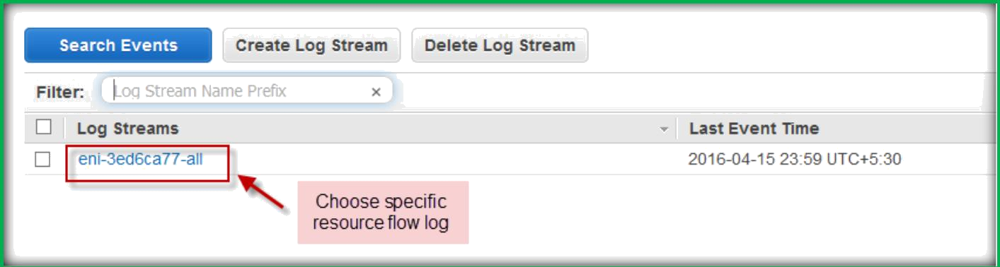 Search Events Create Log Stream Delete Log Stream
Filter: Log Stream Name Prefix ×
Log Streams Last Event Time
eni-3ed6ca77-all 2016-04-15 23:59 UTC+5:30
Choose specific
resource flow log